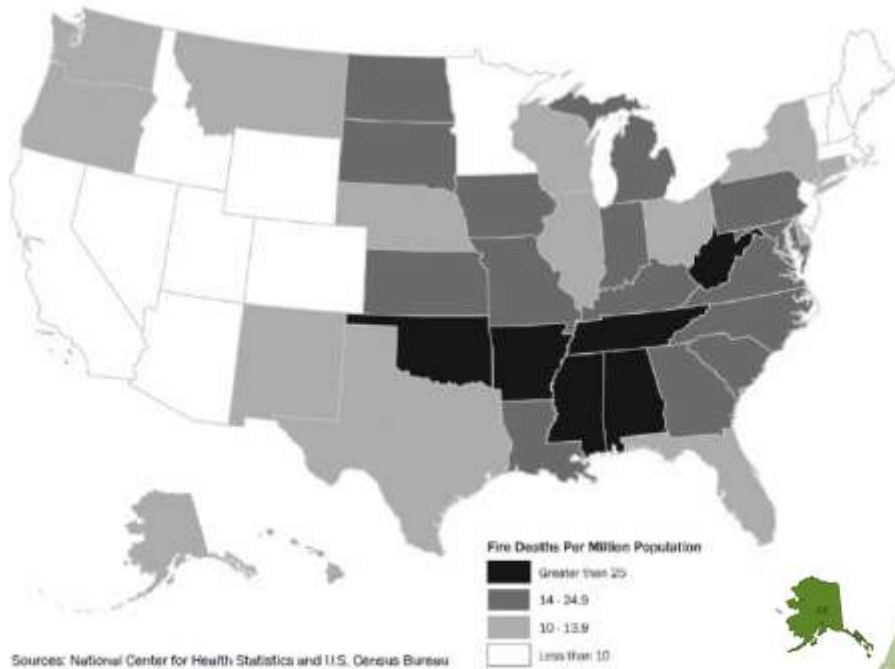 Fire Deaths Per Million Population
Greater than 25
14 - 24.9
10 - 13.9
Less than 10
Sources: National Center for Health Statistics and U.S. Census Bureau
AK